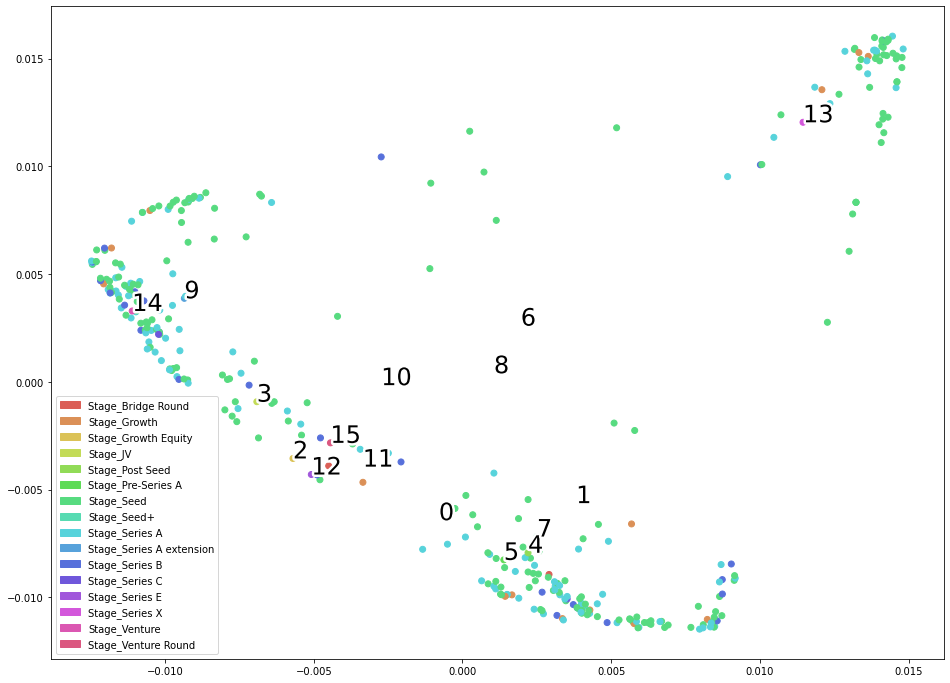 0.015
0.010
0.005
0.000
−0.005
−0.010
13
9
14
6
8
10
3
15
2
12
11
1
0
7
4
5
Stage_Bridge Round
Stage_Growth
Stage_Growth Equity
Stage_JV
Stage_Post Seed
Stage_Pre-Series A
Stage_Seed
Stage_Seed+
Stage_Series A
Stage_Series A extension
Stage_Series B
Stage_Series C
Stage_Series E
Stage_Series X
Stage_Venture
Stage_Venture Round
−0.010 −0.005 0.000 0.005 0.010 0.015